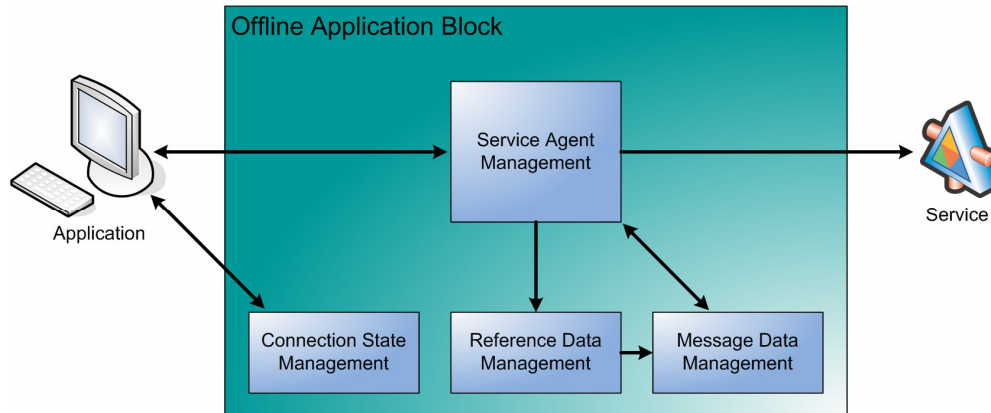 Offline Application Block
Service Agent
Management
Application
Service
Connection State
Management
Reference Data
Management
Message Data
Management